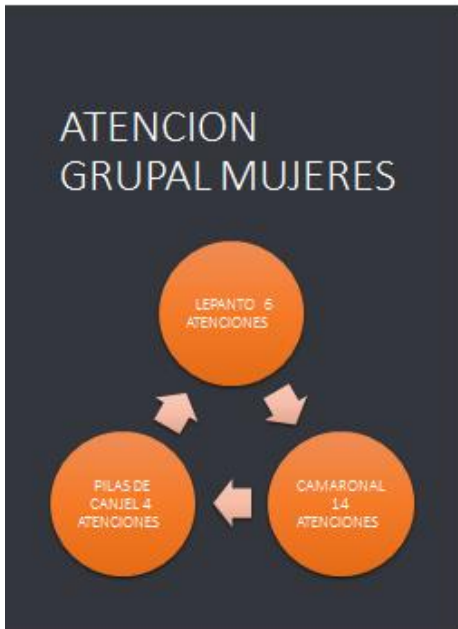 ATENCION
GRUPAL MUJERES
LEPANTO 6
ATENCIONES
CAMARONAL
14
ATENCIONES
PILAS DE
CANJEL 4
ATENCIONES